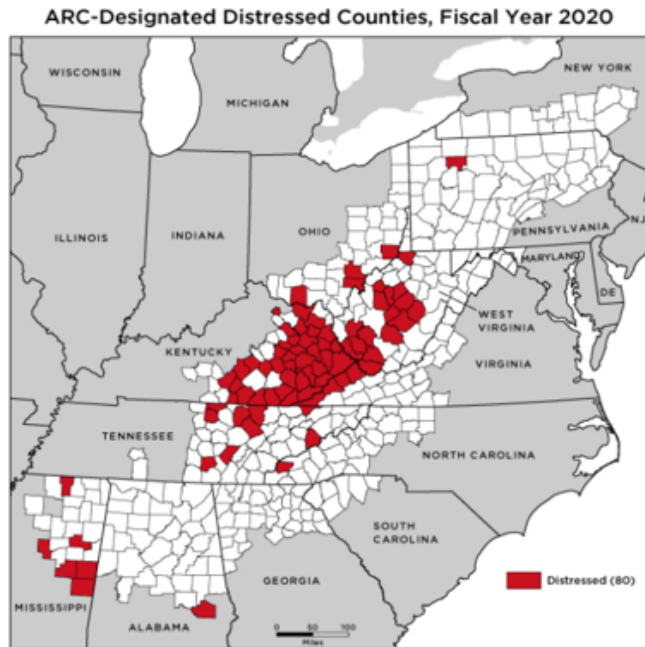 ARC-Designated Distressed Counties, Fiscal Year 2020
WISCONSIN
NEW YORK
MICHIGAN
ILLINOIS
INDIANA
OHIO
PENNSYLVANIA
NJ
MARYLAND
DE
WEST
VIRGINIA
KENTUCKY
VIRGINIA
TENNESSEE
NORTH CAROLINA
SOUTH
CAROLINA
MISSISSIPPI
ALABAMA
GEORGIA
Distressed (80)
0 50 100
Miles